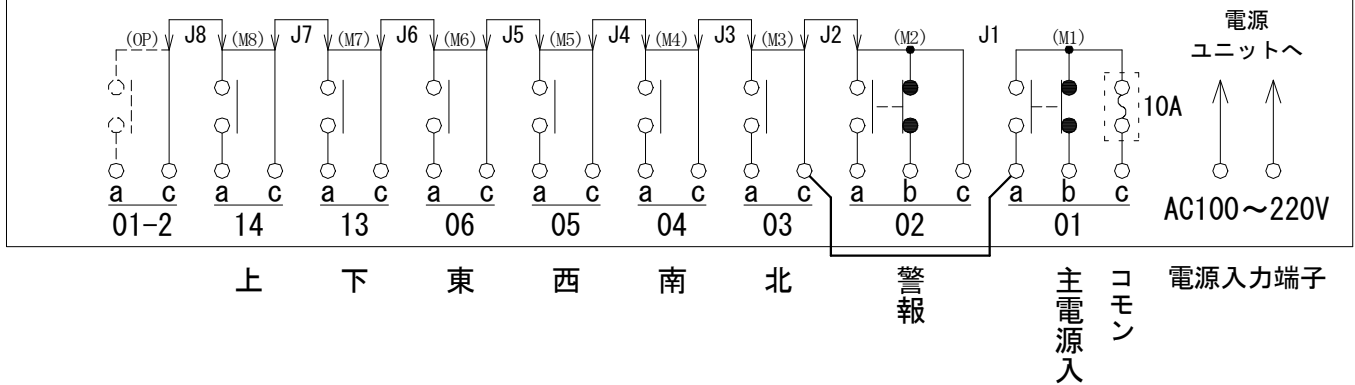 電源
ユニットへ
(OP) J8 (M8) J7 (M7) J6 (M6) J5 (M5) J4 (M4) J3 (M3) J2 (M2) J1 (M1)
10A
a c a c a c a c a c a c a c a b c a b c
01-2 14 13 06 05 04 03 02 01 AC100～220V
上 下 東 西 南 北 警報 主電源入 コモン 電源入力端子